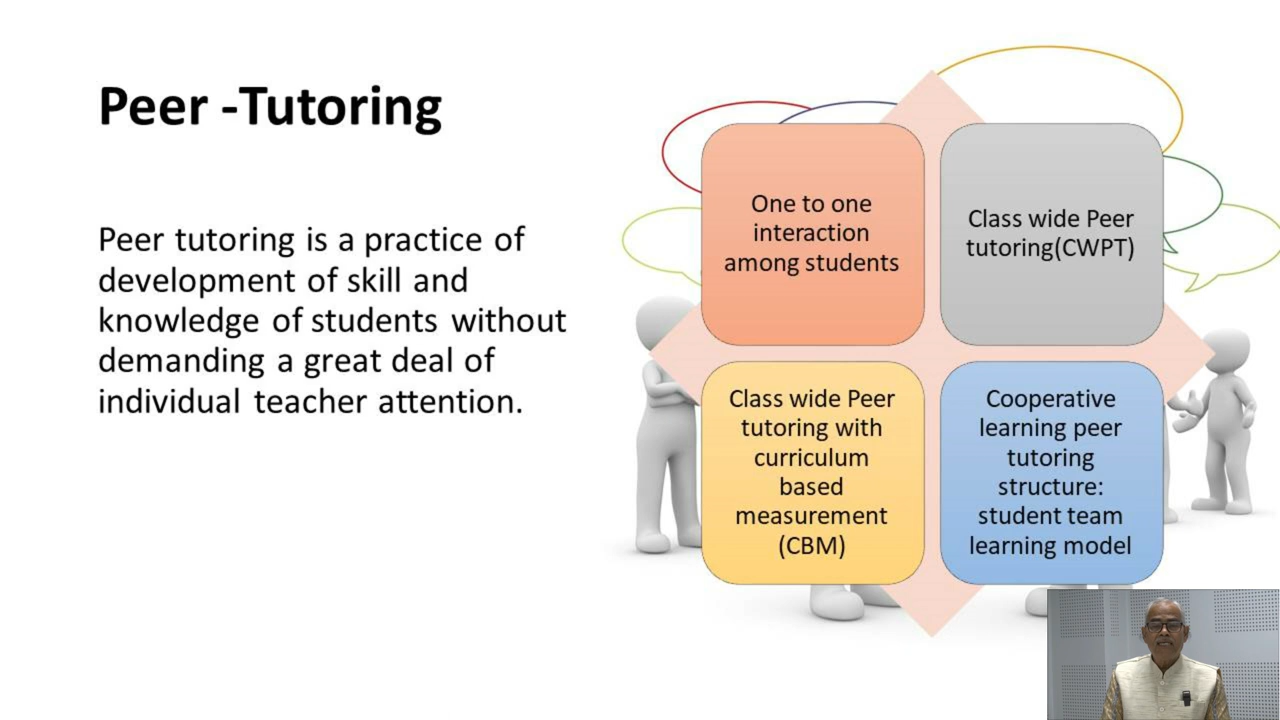 Peer -Tutoring
Peer tutoring is a practice of
development of skill and
knowledge of students without
demanding a great deal of
individual teacher attention.
One to one
interaction
among students
Class wide Peer
tutoring(CWPT)
Class wide Peer
tutoring with
curriculum
based
measurement
(CBM)
Cooperative
learning peer
tutoring
structure:
student team
learning model